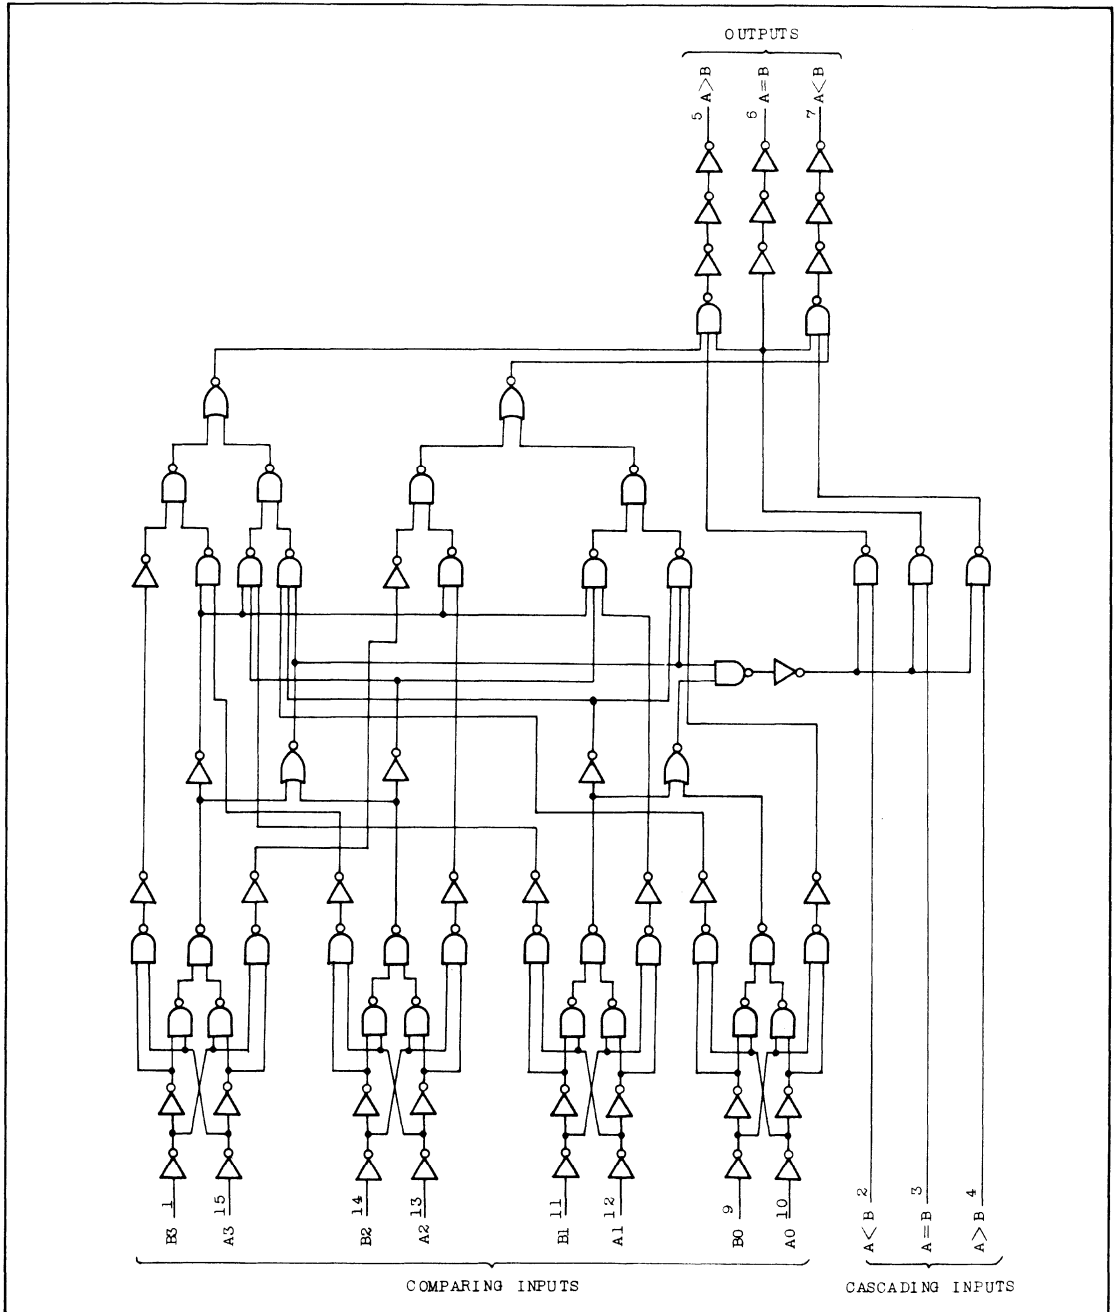 OUTPUTS
5 A>B
6 A=B
7 A<B
B3 1
A3 15
B2 14
A2 13
B1 11
A1 12
B0 9
A0 10
A<B 2
A=B 3
A>B 4
COMPARING INPUTS
CASCADING INPUTS